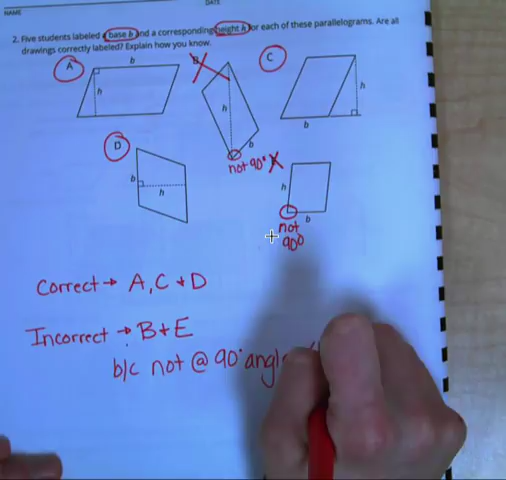 NAME
DATE
2. Five students labeled a base b and a corresponding height h for each of these parallelograms. Are all
drawings correctly labeled? Explain how you know.
A
b
h
B
h
b
C
h
b
D
b
h
not 90°
h
b
not
90°
Correct → A, C + D
Incorrect → B + E
b/c not @ 90° angle